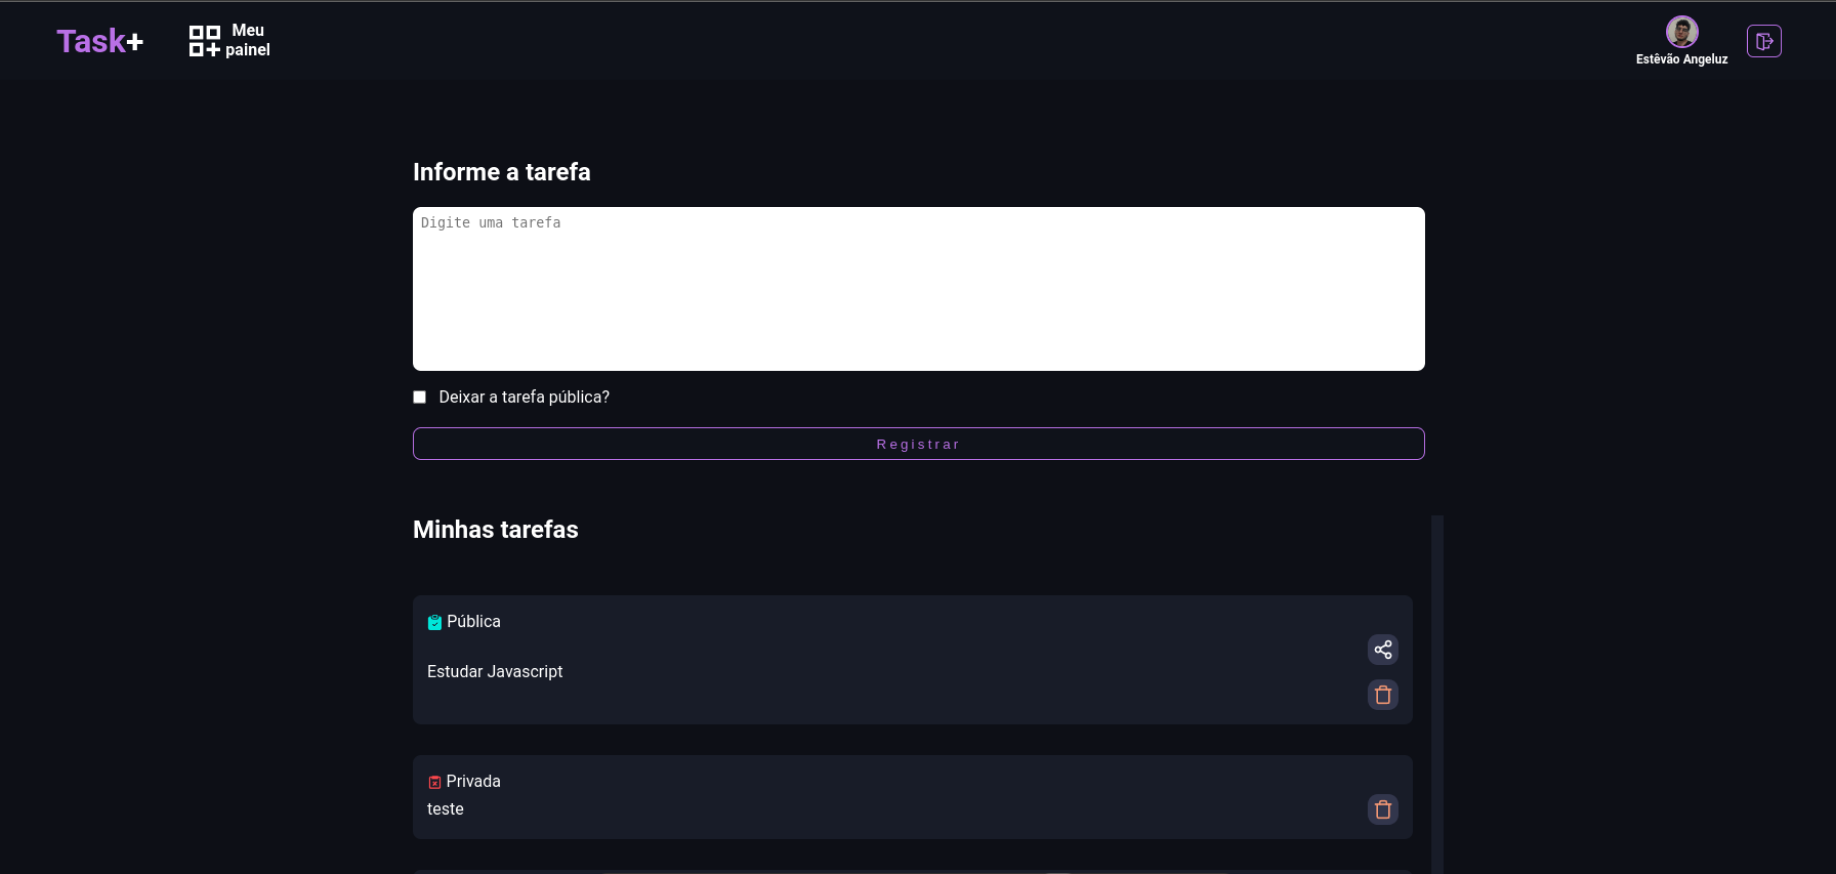 Task+
Meu
painel
Estêvão Angeluz
Informe a tarefa
Digite uma tarefa
Deixar a tarefa pública?
Registrar
Minhas tarefas
Pública
Estudar Javascript
Privada
teste